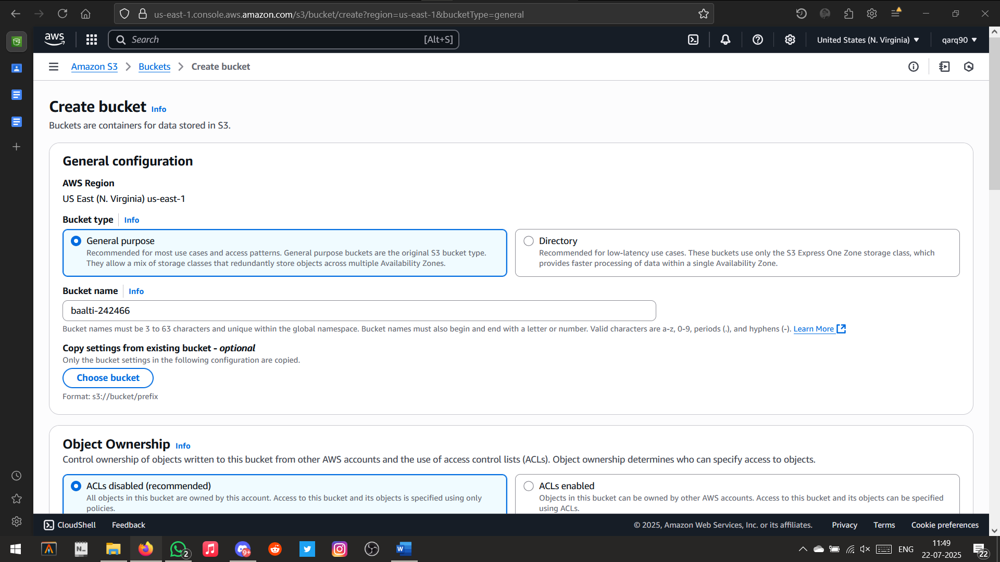 us-east-1.console.aws.amazon.com/s3/bucket/create?region=us-east-1&bucketType=general
aws
Search
[Alt+S]
United States (N. Virginia)
qarq90
Amazon S3
Buckets
Create bucket
Create bucket Info
Buckets are containers for data stored in S3.
General configuration
AWS Region
US East (N. Virginia) us-east-1
Bucket type
Info
General purpose
Recommended for most use cases and access patterns. General purpose buckets are the original S3 bucket type.
They allow a mix of storage classes that redundantly store objects across multiple Availability Zones.
Directory
Recommended for low-latency use cases. These buckets use only the S3 Express One Zone storage class, which
provides faster processing of data within a single Availability Zone.
Bucket name
Info
baalti-242466
Bucket names must be 3 to 63 characters and unique within the global namespace. Bucket names must also begin and end with a letter or number. Valid characters are a-z, 0-9, periods (.), and hyphens (-). Learn More
Copy settings from existing bucket - optional
Only the bucket settings in the following configuration are copied.
Choose bucket
Format: s3://bucket/prefix
Object Ownership Info
Control ownership of objects written to this bucket from other AWS accounts and the use of access control lists (ACLs). Object ownership determines who can specify access to objects.
ACLs disabled (recommended)
All objects in this bucket are owned by this account. Access to this bucket and its objects is specified using only
policies.
ACLs enabled
Objects in this bucket can be owned by other AWS accounts. Access to this bucket and its objects can be specified
using ACLs.
CloudShell
Feedback
© 2025, Amazon Web Services, Inc. or its affiliates.
Privacy
Terms
Cookie preferences
N_
2
9+
W
ENG
11:49
22-07-2025
22